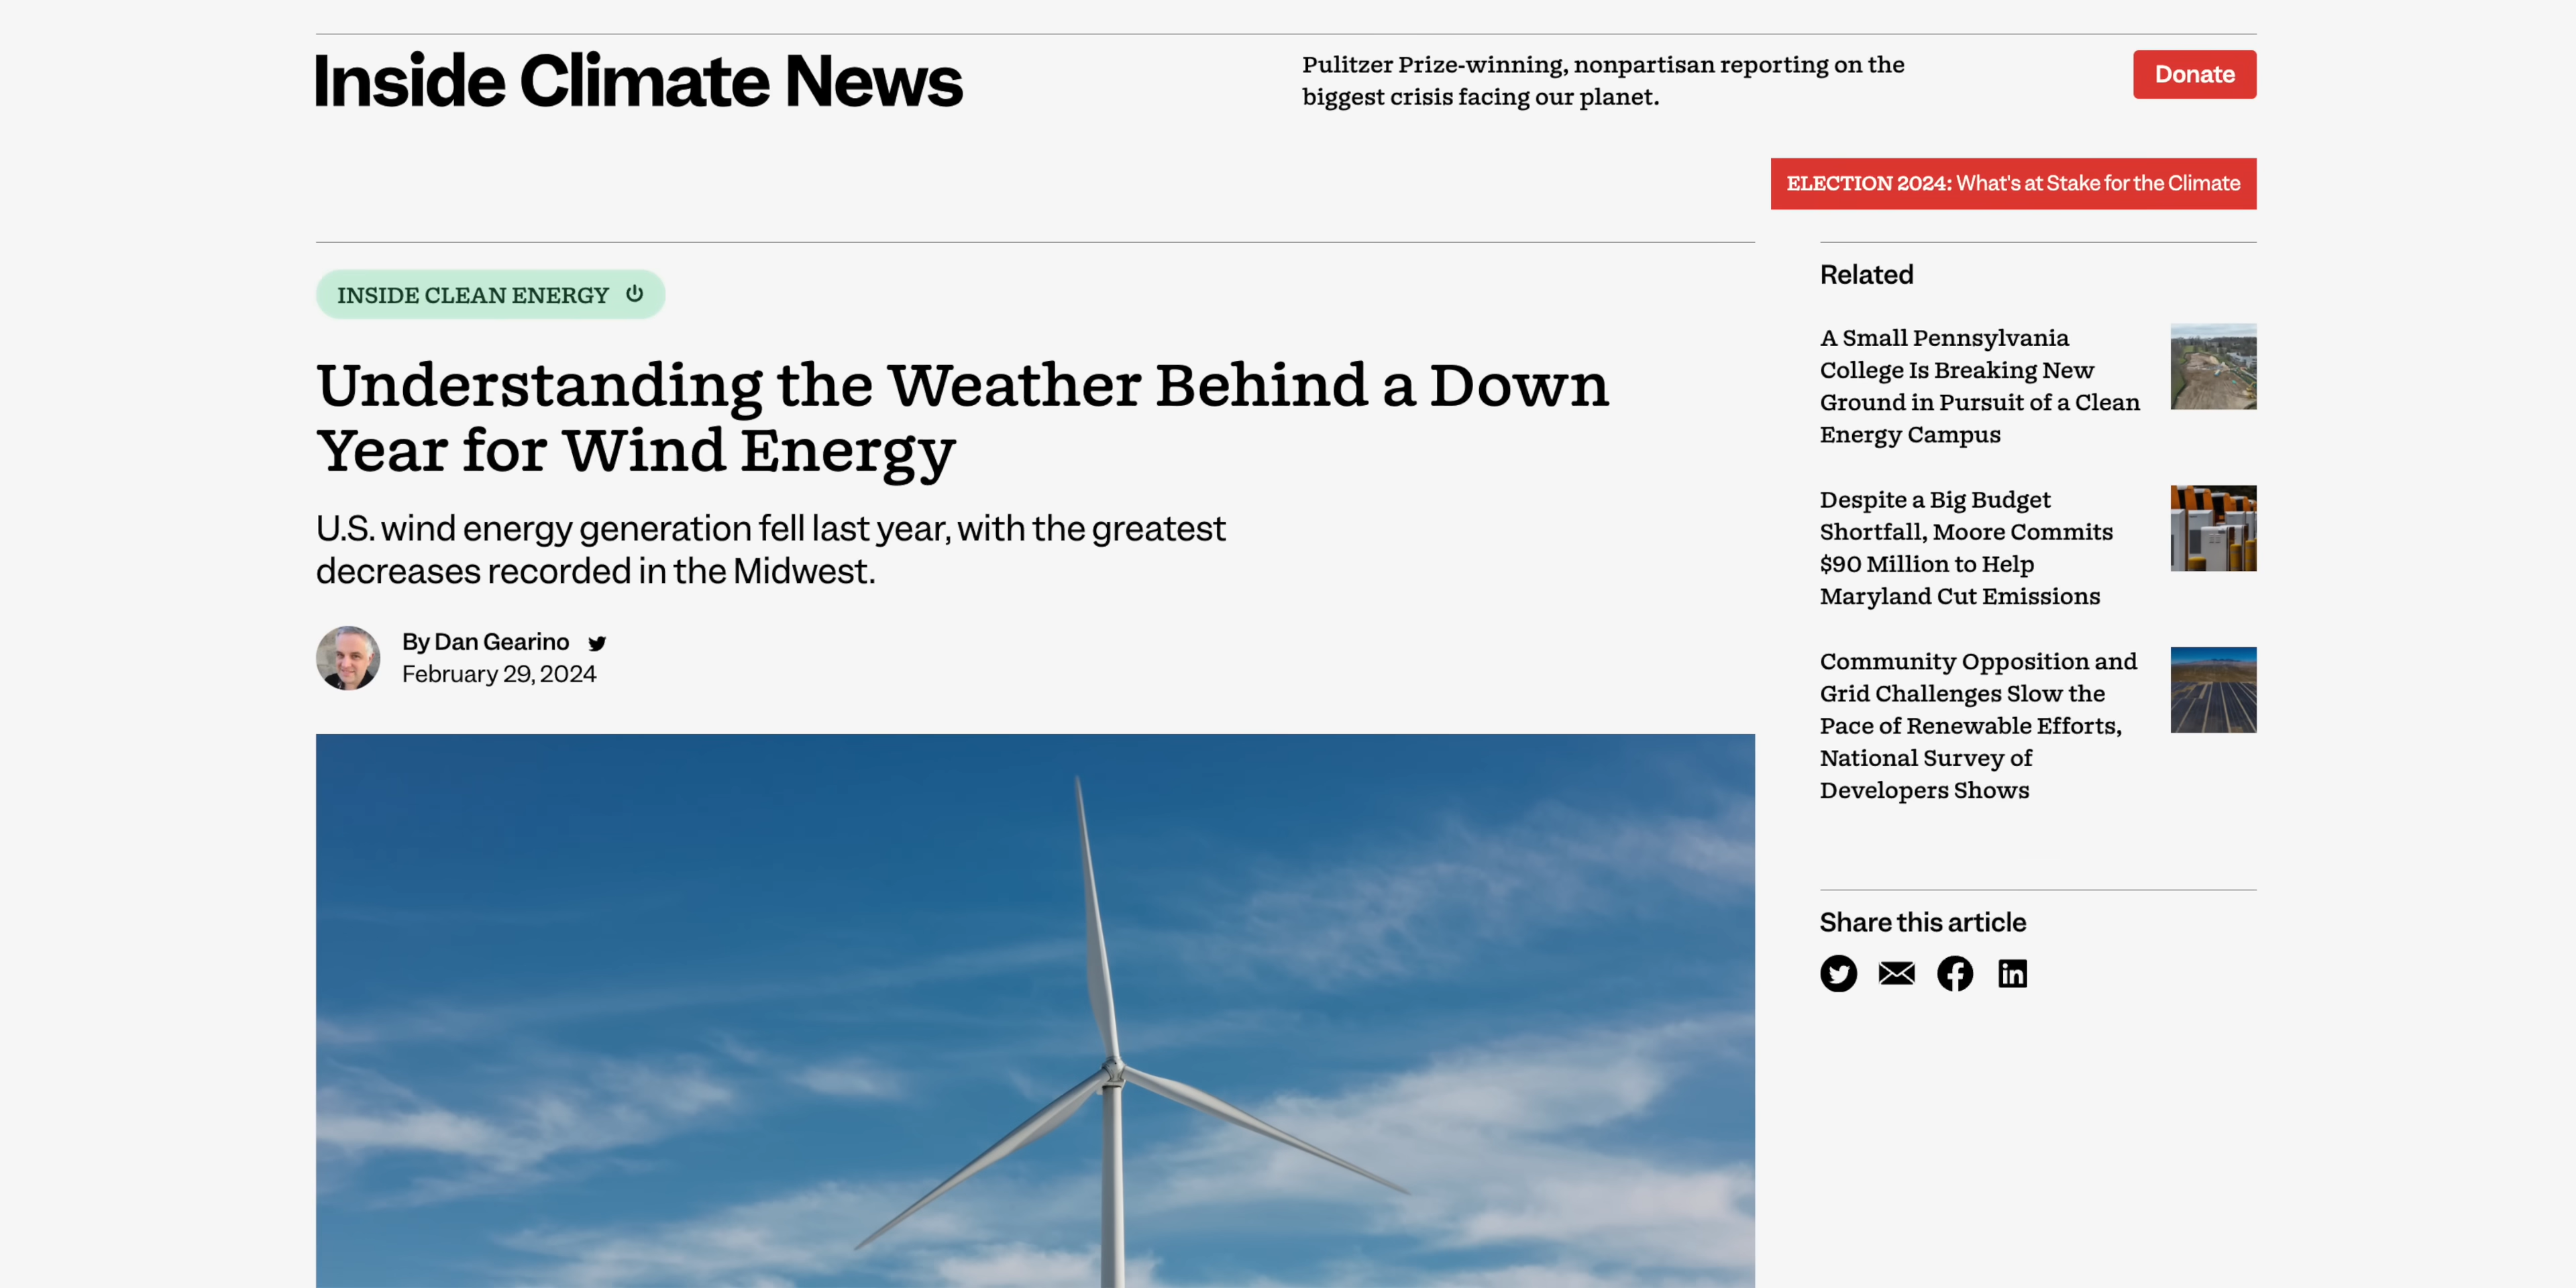 Inside Climate News
Pulitzer Prize-winning, nonpartisan reporting on the
biggest crisis facing our planet.
Donate
ELECTION 2024: What's at Stake for the Climate
INSIDE CLEAN ENERGY
Understanding the Weather Behind a Down
Year for Wind Energy
U.S. wind energy generation fell last year, with the greatest
decreases recorded in the Midwest.
By Dan Gearino
February 29, 2024
Related
A Small Pennsylvania
College Is Breaking New
Ground in Pursuit of a Clean
Energy Campus
Despite a Big Budget
Shortfall, Moore Commits
$90 Million to Help
Maryland Cut Emissions
Community Opposition and
Grid Challenges Slow the
Pace of Renewable Efforts,
National Survey of
Developers Shows
Share this article